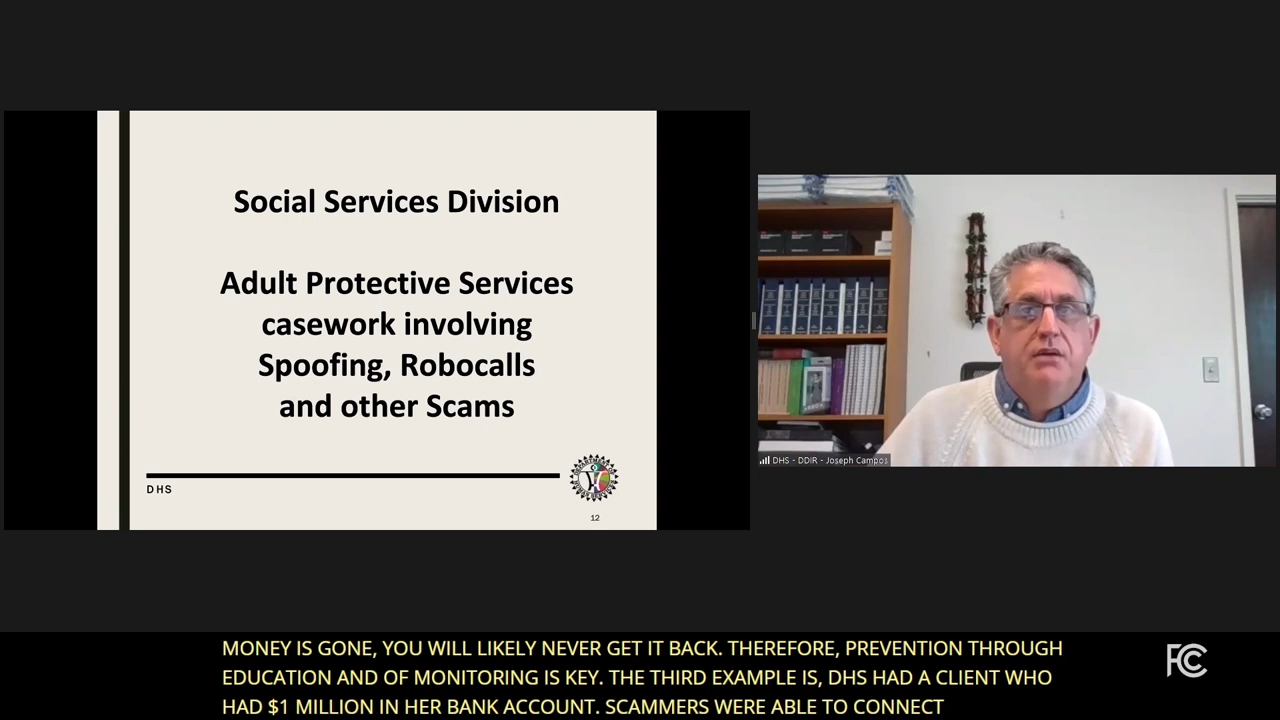 Social Services Division
Adult Protective Services
casework involving
Spoofing, Robocalls
and other Scams
DHS
12
DHS - DDIR - Joseph Campos
MONEY IS GONE, YOU WILL LIKELY NEVER GET IT BACK. THEREFORE, PREVENTION THROUGH
EDUCATION AND OF MONITORING IS KEY. THE THIRD EXAMPLE IS, DHS HAD A CLIENT WHO
HAD $1 MILLION IN HER BANK ACCOUNT. SCAMMERS WERE ABLE TO CONNECT
FCC